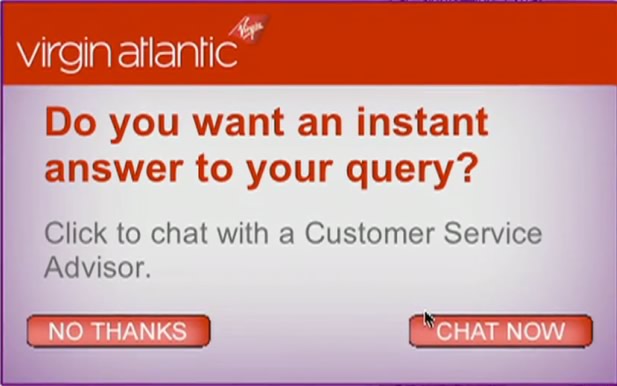 virgin atlantic
Virgin
Do you want an instant
answer to your query?
Click to chat with a Customer Service
Advisor.
NO THANKS
CHAT NOW